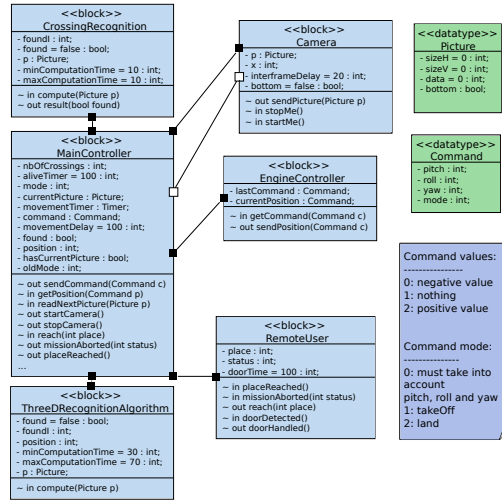 <<block>>
CrossingRecognition
- foundI : int;
- found = false : bool;
- p : Picture;
- minComputationTime = 10 : int;
- maxComputationTime = 10 : int;
~ in compute(Picture p)
~ out result(bool found)
<<block>>
MainController
- nbOfCrossings : int;
- aliveTimer = 100 : int;
- mode : int;
- currentPicture : Picture;
- movementTimer : Timer;
- command : Command;
- movementDelay = 100 : int;
- found : bool;
- position : int;
- hasCurrentPicture : bool;
- oldMode : int;
~ out sendCommand(Command c)
~ in getPosition(Command p)
~ in readNextPicture(Picture p)
~ out startCamera()
~ out stopCamera()
~ in reach(int place)
~ out missionAborted(int status)
~ out placeReached()
...
<<block>>
ThreeDRecognitionAlgorithm
- found = false : bool;
- foundI : int;
- position : int;
- minComputationTime = 30 : int;
- maxComputationTime = 70 : int;
- p : Picture;
~ in compute(Picture p)
<<block>>
Camera
- p : Picture;
- x : int;
- interframeDelay = 20 : int;
- bottom = false : bool;
~ out sendPicture(Picture p)
~ in stopMe()
~ in startMe()
<<block>>
EngineController
- lastCommand : Command;
- currentPosition : Command;
~ in getCommand(Command c)
~ out sendPosition(Command c)
<<block>>
RemoteUser
- place : int;
- status : int;
- doorTime = 100 : int;
~ in placeReached()
~ in missionAborted(int status)
~ out reach(int place)
~ in doorDetected()
~ out doorHandled()
<<datatype>>
Picture
- sizeH = 0 : int;
- sizeV = 0 : int;
- data = 0 : int;
- bottom : bool;
<<datatype>>
Command
- pitch : int;
- roll : int;
- yaw : int;
- mode : int;
Command values:
----------------
0: negative value
1: nothing
2: positive value
Command mode:
----------------
0: must take into
account
pitch, roll and yaw
1: takeOff
2: land